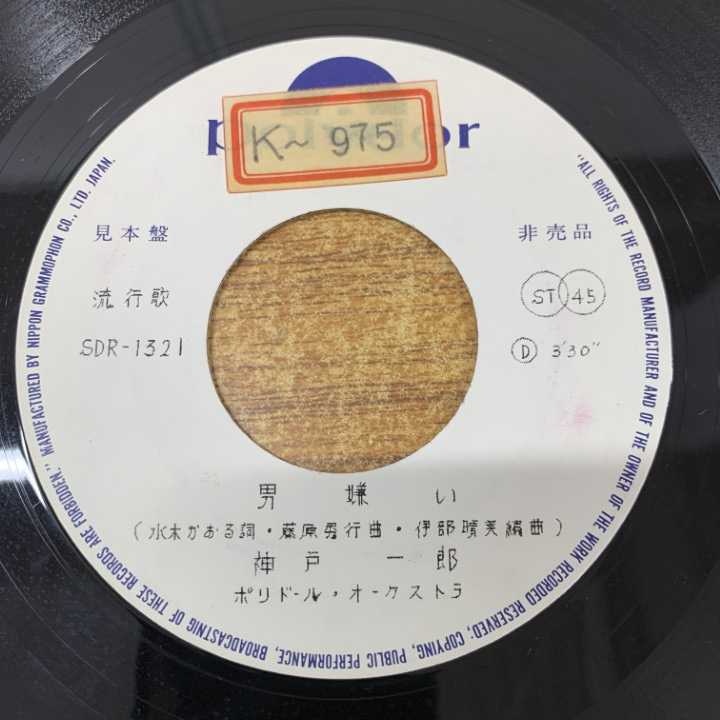 polydor
K~975
見本盤
非売品
流行歌
ST 45
SDR-1321
D 3'30"
男嫌い
(水木かおる詞・藤原秀行曲・伊部晴美編曲)
神戸一郎
ポリドール・オーケストラ
"ALL RIGHTS OF THE RECORD MANUFACTURER AND OF THE OWNER OF THE WORK RECORDED RESERVED; COPYING, PUBLIC PERFORMANCE, BROADCASTNIG OF THESE RECORDS ARE FORBIDDEN." MANUFACTURED BY NIPPON GRAMMOPHON CO., LTD. JAPAN.